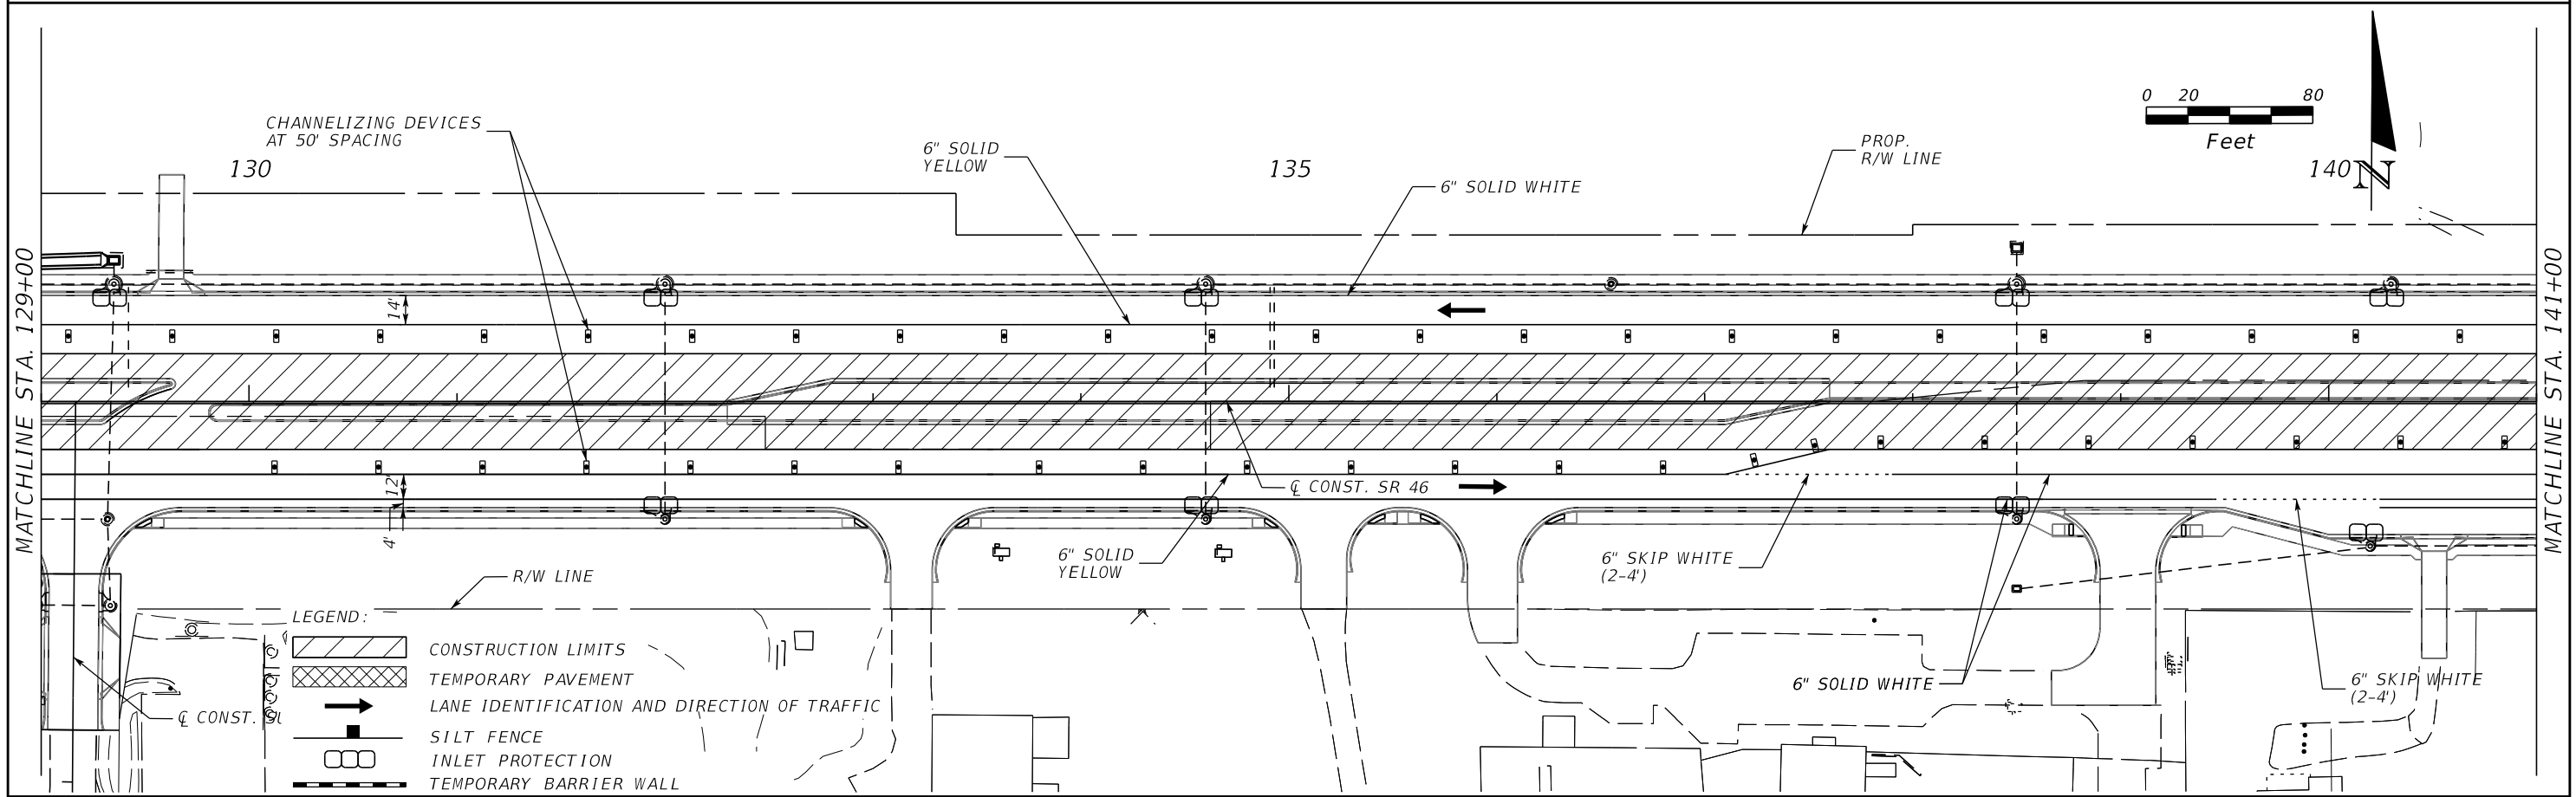 0 20 80
Feet
N
CHANNELIZING DEVICES
AT 50' SPACING
6" SOLID
YELLOW
PROP.
R/W LINE
130
135
140
6" SOLID WHITE
MATCHLINE STA. 129+00
MATCHLINE STA. 141+00
14'
12'
4'
℄ CONST. SR 46
6" SOLID
YELLOW
6" SKIP WHITE
(2-4')
R/W LINE
6" SOLID WHITE
6" SKIP WHITE
(2-4')
℄ CONST.
LEGEND:
CONSTRUCTION LIMITS
TEMPORARY PAVEMENT
LANE IDENTIFICATION AND DIRECTION OF TRAFFIC
SILT FENCE
INLET PROTECTION
TEMPORARY BARRIER WALL